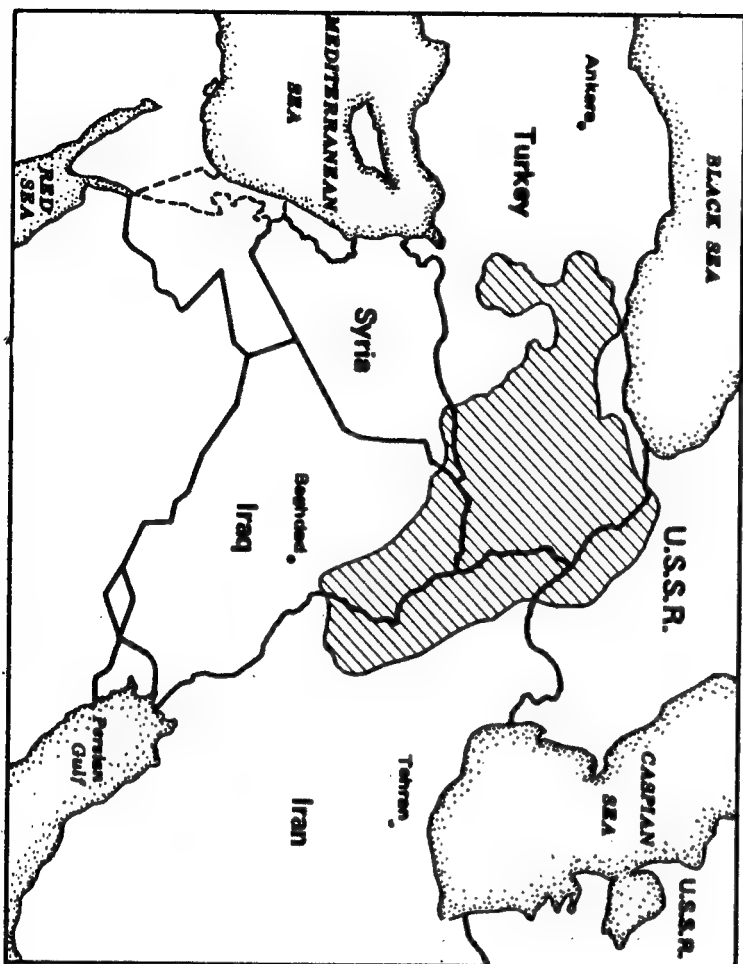 BLACK SEA
U.S.S.R.
U.S.S.R.
CASPIAN
SEA
Ankara
Turkey
Tehran
Syria
MEDITERRANEAN
SEA
Baghdad
Iran
Iraq
Persian
Gulf
RED
SEA